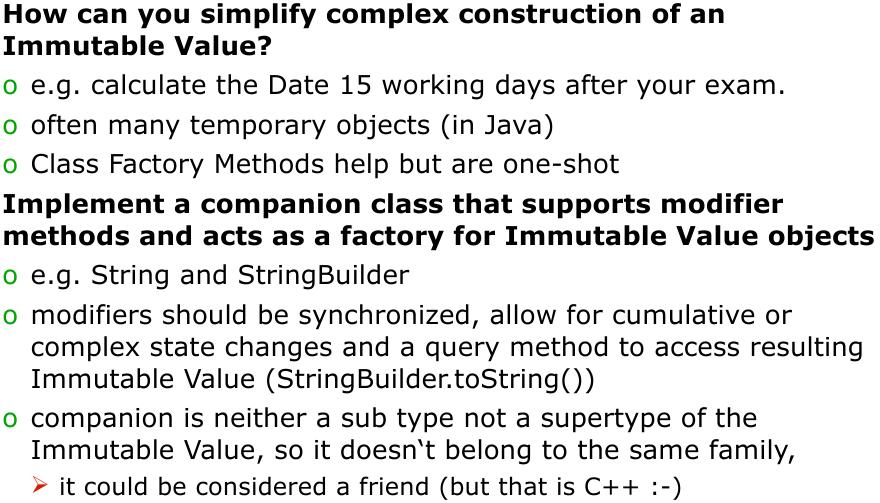 How can you simplify complex construction of an
Immutable Value?
o e.g. calculate the Date 15 working days after your exam.
o often many temporary objects (in Java)
o Class Factory Methods help but are one-shot
Implement a companion class that supports modifier
methods and acts as a factory for Immutable Value objects
o e.g. String and StringBuilder
o modifiers should be synchronized, allow for cumulative or
complex state changes and a query method to access resulting
Immutable Value (StringBuilder.toString())
o companion is neither a sub type not a supertype of the
Immutable Value, so it doesn‘t belong to the same family,
➢ it could be considered a friend (but that is C++ :-)